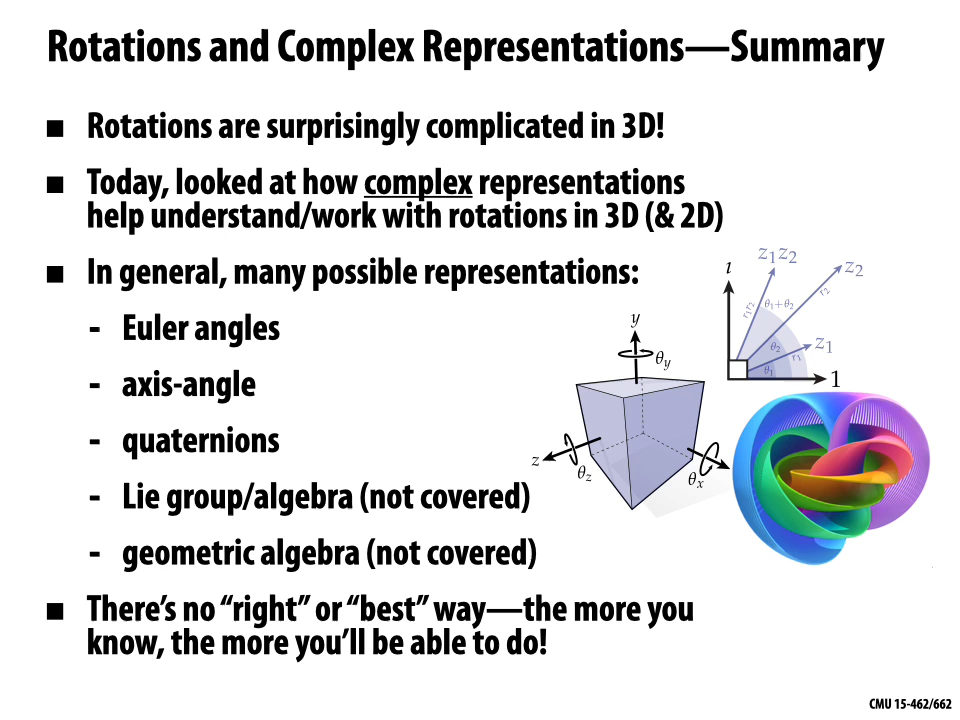 Rotations and Complex Representations—Summary
■ Rotations are surprisingly complicated in 3D!
■ Today, looked at how complex representations
help understand/work with rotations in 3D (& 2D)
■ In general, many possible representations:
- Euler angles
- axis-angle
- quaternions
- Lie group/algebra (not covered)
- geometric algebra (not covered)
■ There’s no “right” or “best” way—the more you
know, the more you’ll be able to do!
y
θy
z
θz
θx
ı
z1z2
z2
r1r2
θ1+θ2
r2
θ2
r1
z1
θ1
1
CMU 15-462/662